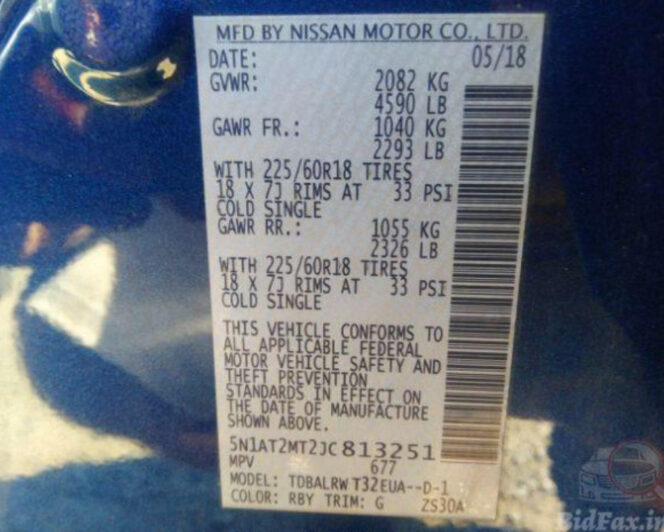 MFD BY NISSAN MOTOR CO., LTD.
DATE: 05/18
GVWR: 2082 KG
4590 LB
GAWR FR.: 1040 KG
2293 LB
WITH 225/60R18 TIRES
18 X 7J RIMS AT 33 PSI
COLD SINGLE
GAWR RR.: 1055 KG
2326 LB
WITH 225/60R18 TIRES
18 X 7J RIMS AT 33 PSI
COLD SINGLE
THIS VEHICLE CONFORMS TO
ALL APPLICABLE FEDERAL
MOTOR VEHICLE SAFETY AND
THEFT PREVENTION
STANDARDS IN EFFECT ON
THE DATE OF MANUFACTURE
SHOWN ABOVE.
5N1AT2MT2JC813251
MPV 677
MODEL: TDBALRW T32EUA--D-1
COLOR: RBY TRIM: G ZS30A